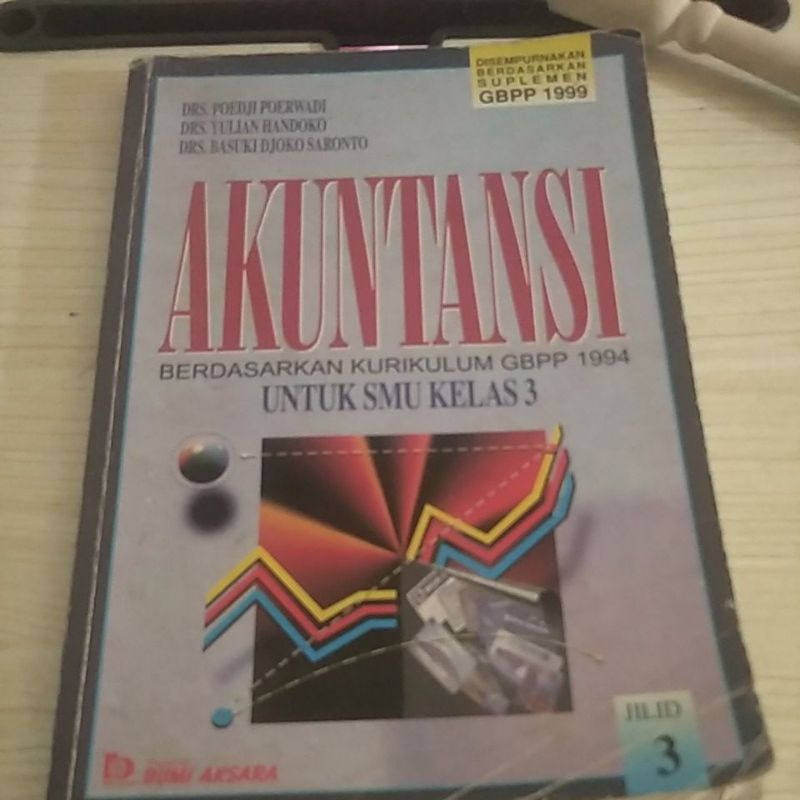 DISEMPURNAKAN
BERDASARKAN
SUPLEMEN
GBPP 1999
DRS. POEDJI POERWADI
DRS. YULIAN HANDOKO
DRS. BASUKI DJOKO SARONTO
AKUNTANSI
BERDASARKAN KURIKULUM GBPP 1994
UNTUK SMU KELAS 3
JILID
3
BUMI AKSARA